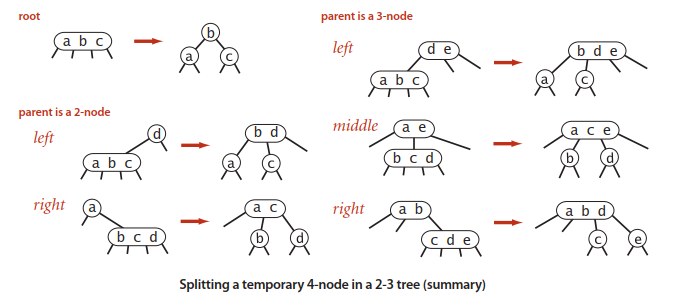 root
a b c
b
a
c
parent is a 2-node
left
d
a b c
b d
a
c
right
a
b c d
a c
b
d
parent is a 3-node
left
d e
a b c
b d e
a
c
middle
a e
b c d
a c e
b
d
right
a b
c d e
a b d
c
e
Splitting a temporary 4-node in a 2-3 tree (summary)